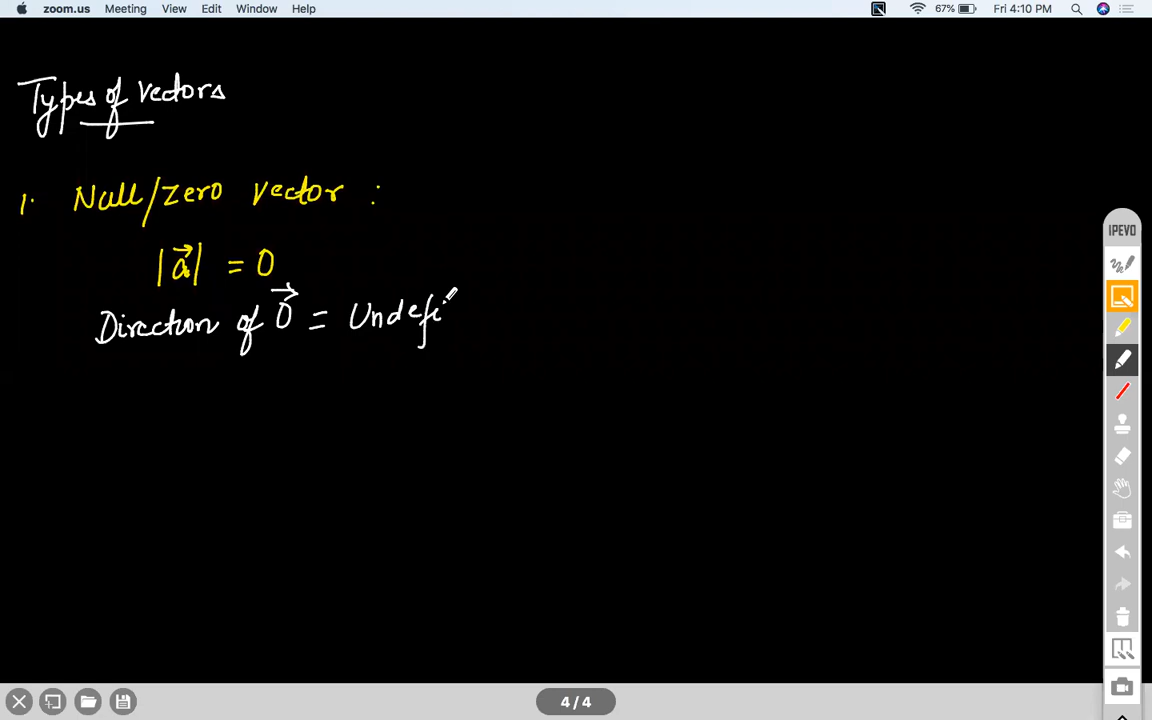 zoom.us Meeting View Edit Window Help 67% Fri 4:10 PM
Types of vectors
1. Null/Zero vector :
|a⃗| = 0
Direction of 0⃗ = Undefi
IPEVO
4 / 4